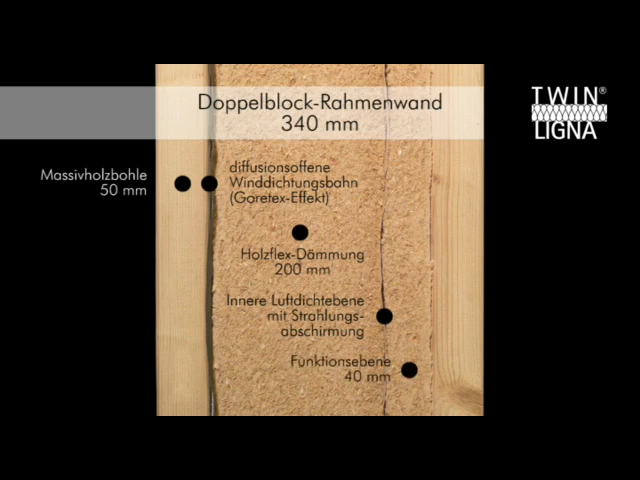 Doppelblock-Rahmenwand
340 mm
TWIN®
LIGNA
Massivholzbohle
50 mm
diffusionsoffene
Winddichtungsbahn
(Goretex-Effekt)
Holzflex-Dämmung
200 mm
Innere Luftdichtebene
mit Strahlungs-
abschirmung
Funktionsebene
40 mm